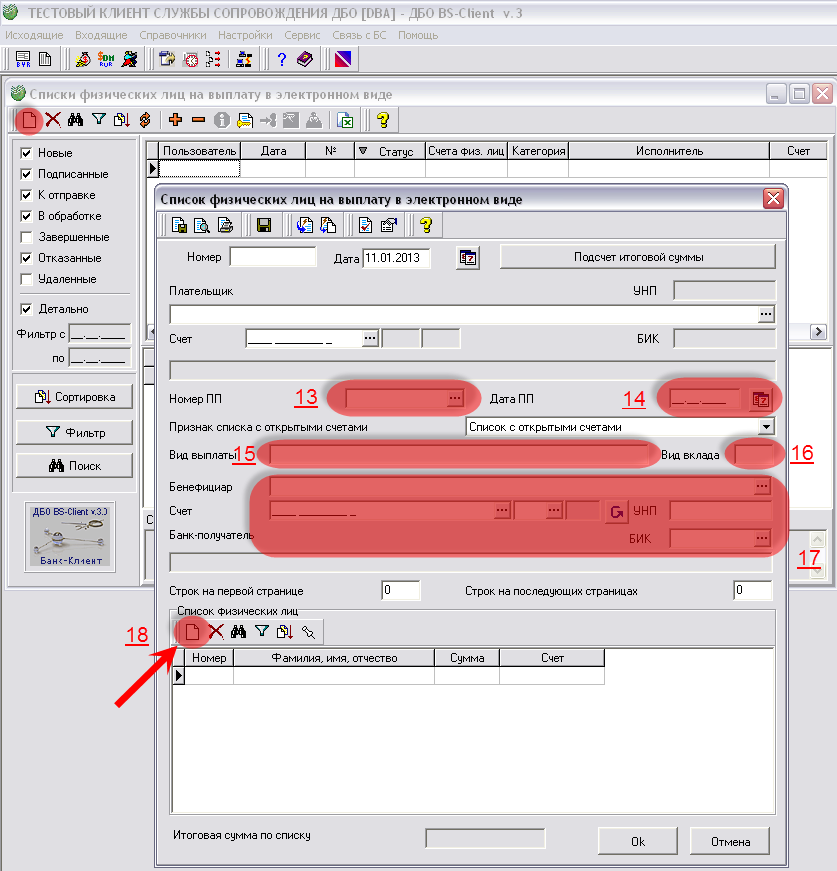 ТЕСТОВЫЙ КЛИЕНТ СЛУЖБЫ СОПРОВОЖДЕНИЯ ДБО [DBA] - ДБО BS-Client v.3
Исходящие Входящие Справочники Настройки Сервис Связь с БС Помощь
Списки физических лиц на выплату в электронном виде
Новые
Подписанные
К отправке
В обработке
Завершенные
Отказанные
Удаленные
Детально
Фильтр с __.__.____
по __.__.____
Сортировка
Фильтр
Поиск
ДБО BS-Client v.3.0
Банк-Клиент
Пользователь Дата № Статус Счета физ. лиц Категория Исполнитель Счет
Список физических лиц на выплату в электронном виде
Номер Дата 11.01.2013 Подсчет итоговой суммы
Плательщик УНП
Счет БИК
Номер ПП 13 Дата ПП 14 __.__.____
Признак списка с открытыми счетами Список с открытыми счетами
Вид выплаты 15 Вид вклада 16
Бенефициар
Счет УНП
Банк-получатель БИК
17
Строк на первой странице 0 Строк на последующих страницах 0
Список физических лиц
18
Номер Фамилия, имя, отчество Сумма Счет
Итоговая сумма по списку Ok Отмена